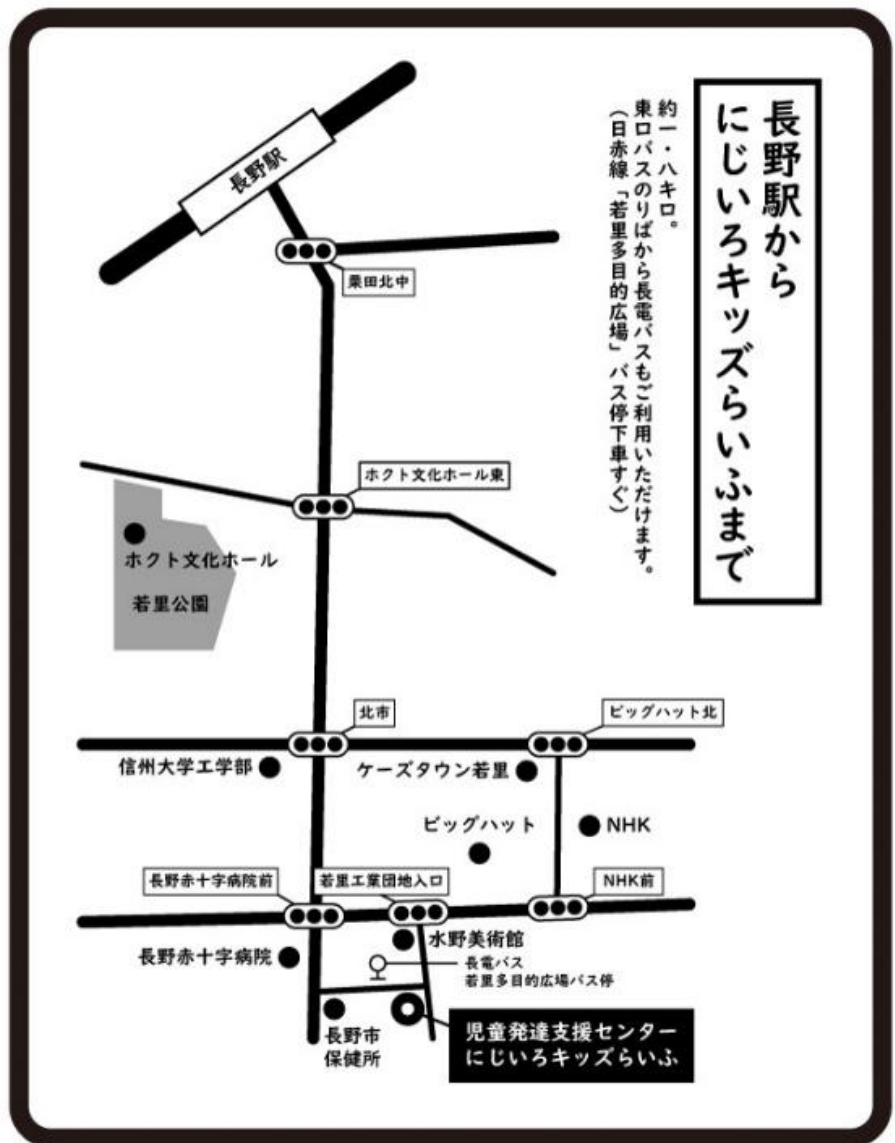 長野駅から
にじいろキッズらいふまで
約一・八キロ。
東口バスのりばから長電バスもご利用いただけます。
(日赤線「若里多目的広場」バス停下車すぐ)
長野駅
栗田北中
ホクト文化ホール東
ホクト文化ホール
若里公園
北市
ビッグハット北
信州大学工学部
ケーズタウン若里
ビッグハット
NHK
長野赤十字病院前
若里工業団地入口
NHK前
長野赤十字病院
水野美術館
長電バス
若里多目的広場バス停
長野市
保健所
児童発達支援センター
にじいろキッズらいふ